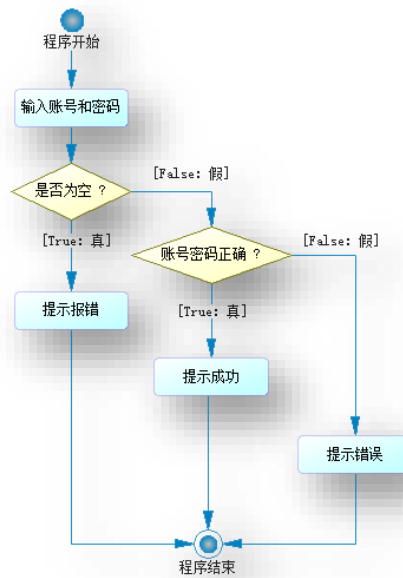 程序开始
输入账号和密码
是否为空 ?
[False: 假]
[True: 真]
账号密码正确 ?
[False: 假]
提示报错
[True: 真]
提示成功
提示错误
程序结束